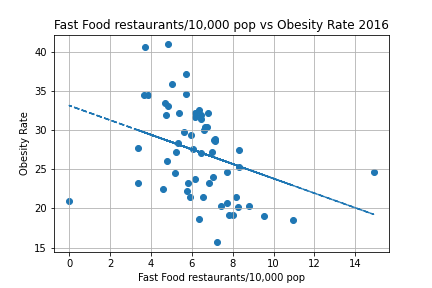 Fast Food restaurants/10,000 pop vs Obesity Rate 2016
40
35
30
25
20
15
Obesity Rate
0 2 4 6 8 10 12 14
Fast Food restaurants/10,000 pop